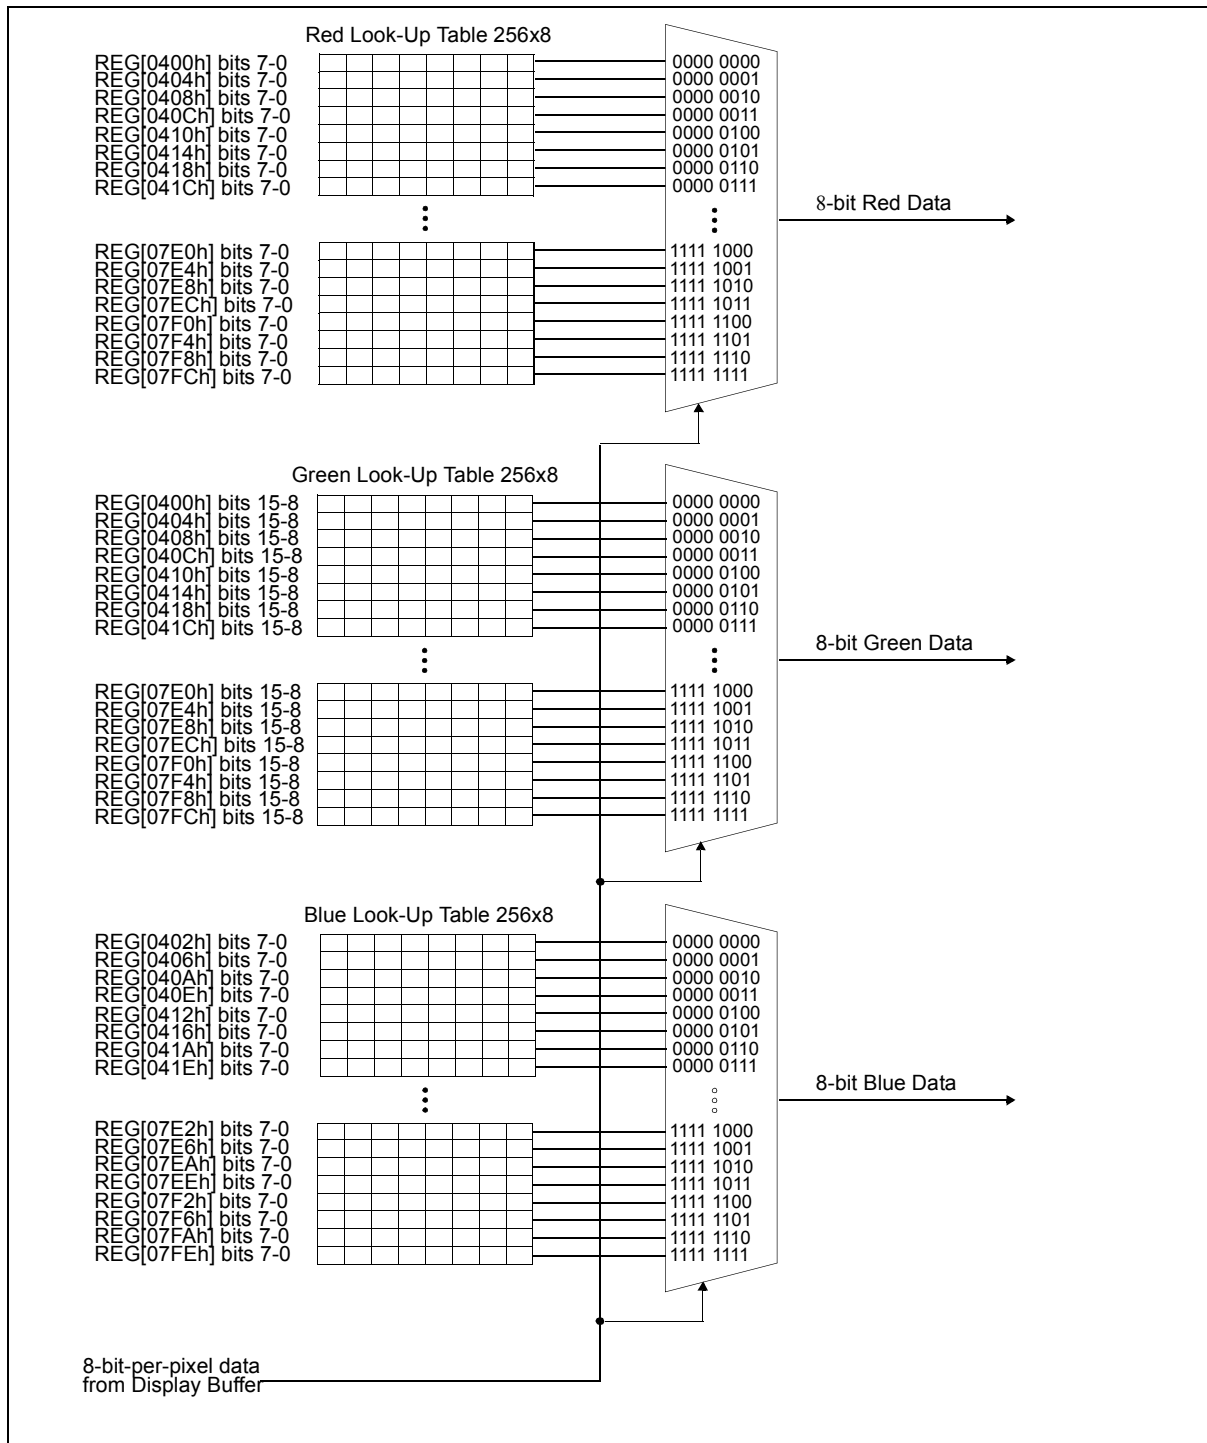 Red Look-Up Table 256x8
REG[0400h] bits 7-0 0000 0000
REG[0404h] bits 7-0 0000 0001
REG[0408h] bits 7-0 0000 0010
REG[040Ch] bits 7-0 0000 0011
REG[0410h] bits 7-0 0000 0100
REG[0414h] bits 7-0 0000 0101
REG[0418h] bits 7-0 0000 0110
REG[041Ch] bits 7-0 0000 0111
8-bit Red Data
REG[07E0h] bits 7-0 1111 1000
REG[07E4h] bits 7-0 1111 1001
REG[07E8h] bits 7-0 1111 1010
REG[07ECh] bits 7-0 1111 1011
REG[07F0h] bits 7-0 1111 1100
REG[07F4h] bits 7-0 1111 1101
REG[07F8h] bits 7-0 1111 1110
REG[07FCh] bits 7-0 1111 1111
Green Look-Up Table 256x8
REG[0400h] bits 15-8 0000 0000
REG[0404h] bits 15-8 0000 0001
REG[0408h] bits 15-8 0000 0010
REG[040Ch] bits 15-8 0000 0011
REG[0410h] bits 15-8 0000 0100
REG[0414h] bits 15-8 0000 0101
REG[0418h] bits 15-8 0000 0110
REG[041Ch] bits 15-8 0000 0111
8-bit Green Data
REG[07E0h] bits 15-8 1111 1000
REG[07E4h] bits 15-8 1111 1001
REG[07E8h] bits 15-8 1111 1010
REG[07ECh] bits 15-8 1111 1011
REG[07F0h] bits 15-8 1111 1100
REG[07F4h] bits 15-8 1111 1101
REG[07F8h] bits 15-8 1111 1110
REG[07FCh] bits 15-8 1111 1111
Blue Look-Up Table 256x8
REG[0402h] bits 7-0 0000 0000
REG[0406h] bits 7-0 0000 0001
REG[040Ah] bits 7-0 0000 0010
REG[040Eh] bits 7-0 0000 0011
REG[0412h] bits 7-0 0000 0100
REG[0416h] bits 7-0 0000 0101
REG[041Ah] bits 7-0 0000 0110
REG[041Eh] bits 7-0 0000 0111
8-bit Blue Data
REG[07E2h] bits 7-0 1111 1000
REG[07E6h] bits 7-0 1111 1001
REG[07EAh] bits 7-0 1111 1010
REG[07EEh] bits 7-0 1111 1011
REG[07F2h] bits 7-0 1111 1100
REG[07F6h] bits 7-0 1111 1101
REG[07FAh] bits 7-0 1111 1110
REG[07FEh] bits 7-0 1111 1111
8-bit-per-pixel data
from Display Buffer